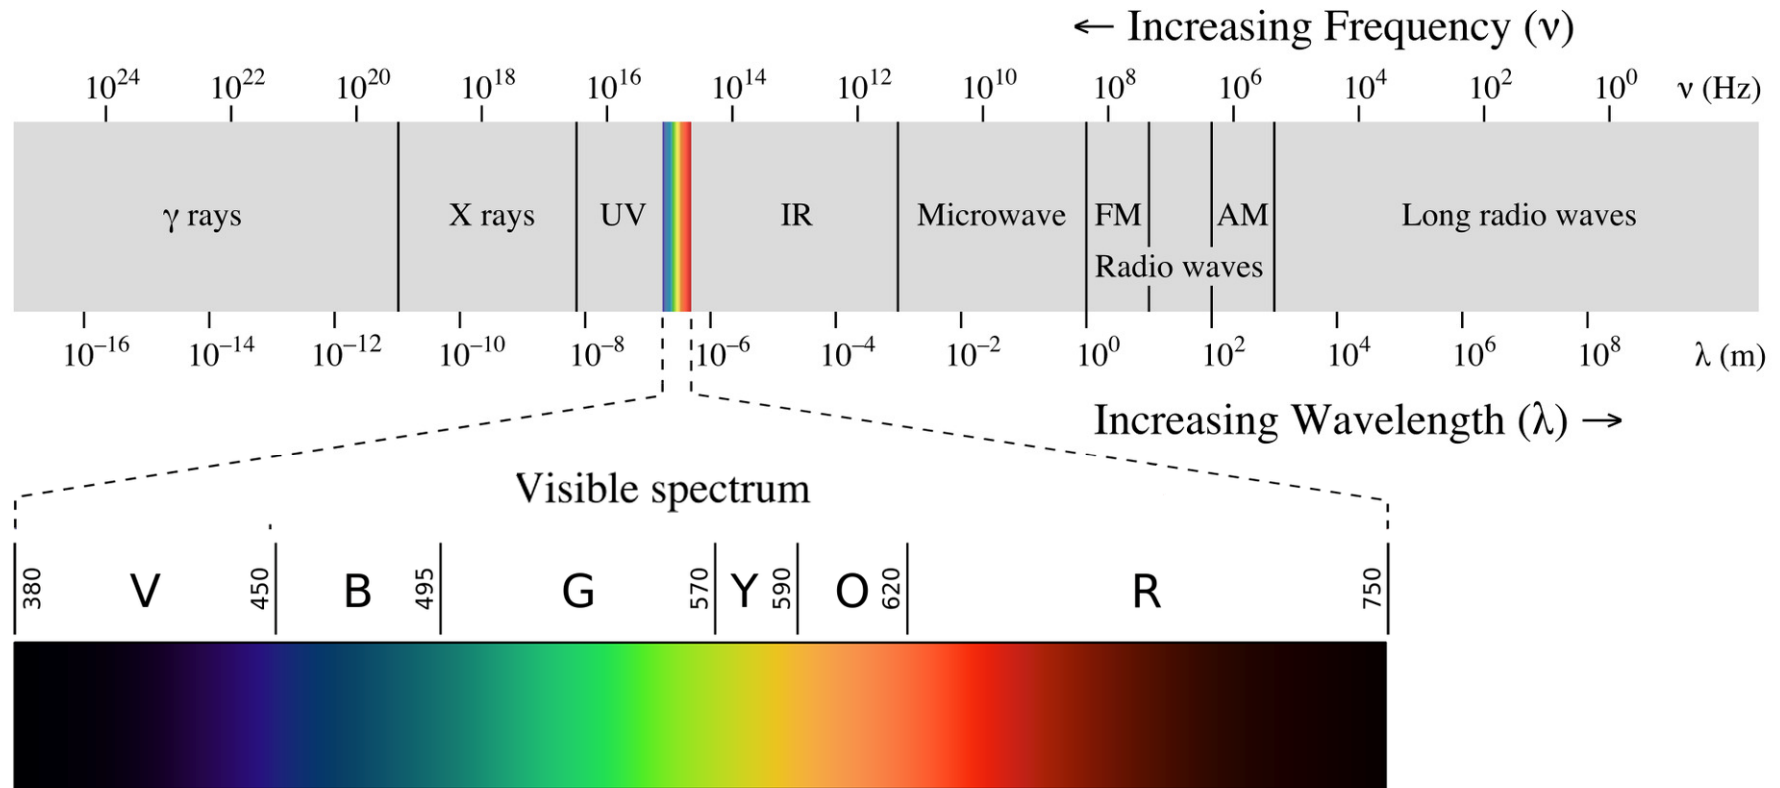 ← Increasing Frequency (ν)
10²⁴ 10²² 10²⁰ 10¹⁸ 10¹⁶ 10¹⁴ 10¹² 10¹⁰ 10⁸ 10⁶ 10⁴ 10² 10⁰ ν (Hz)
γ rays X rays UV IR Microwave FM AM Long radio waves
Radio waves
10⁻¹⁶ 10⁻¹⁴ 10⁻¹² 10⁻¹⁰ 10⁻⁸ 10⁻⁶ 10⁻⁴ 10⁻² 10⁰ 10² 10⁴ 10⁶ 10⁸ λ (m)
Increasing Wavelength (λ) →
Visible spectrum
380 V 450 B 495 G 570 Y 590 O 620 R 750